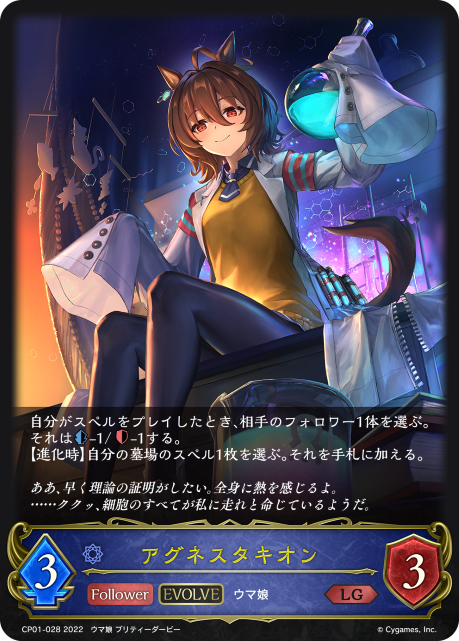 自分がスペルをプレイしたとき、相手のフォロワー1体を選ぶ。
それは-1/-1する。
【進化時】自分の墓場のスペル1枚を選ぶ。それを手札に加える。
ああ、早く理論の証明がしたい。全身に熱を感じるよ。
……ククッ、細胞のすべてが私に走れと命じているようだ。
3 アグネスタキオン 3
Follower EVOLVE ウマ娘 LG
CP01-028 2022 ウマ娘 プリティーダービー © Cygames, Inc.